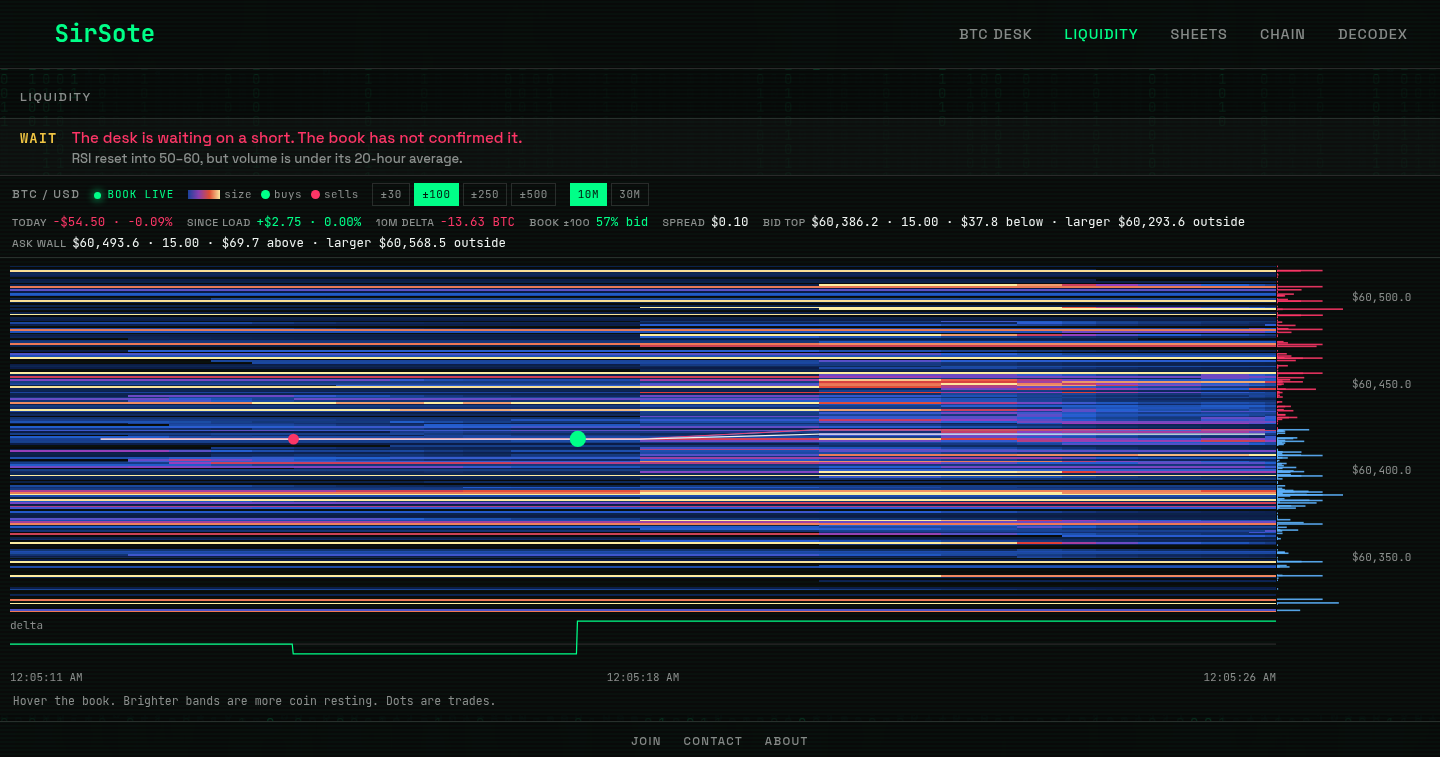 SirSote
BTC DESK LIQUIDITY SHEETS CHAIN DECODEX
LIQUIDITY
WAIT The desk is waiting on a short. The book has not confirmed it.
RSI reset into 50–60, but volume is under its 20-hour average.
BTC / USD BOOK LIVE size buys sells ±30 ±100 ±250 ±500 10M 30M
TODAY -$54.50 · -0.09% SINCE LOAD +$2.75 · 0.00% 10M DELTA -13.63 BTC BOOK ±100 57% bid SPREAD $0.10 BID TOP $60,386.2 · 15.00 · $37.8 below · larger $60,293.6 outside
ASK WALL $60,493.6 · 15.00 · $69.7 above · larger $60,568.5 outside
$60,500.0
$60,450.0
$60,400.0
$60,350.0
delta
12:05:11 AM 12:05:18 AM 12:05:26 AM
Hover the book. Brighter bands are more coin resting. Dots are trades.
JOIN CONTACT ABOUT